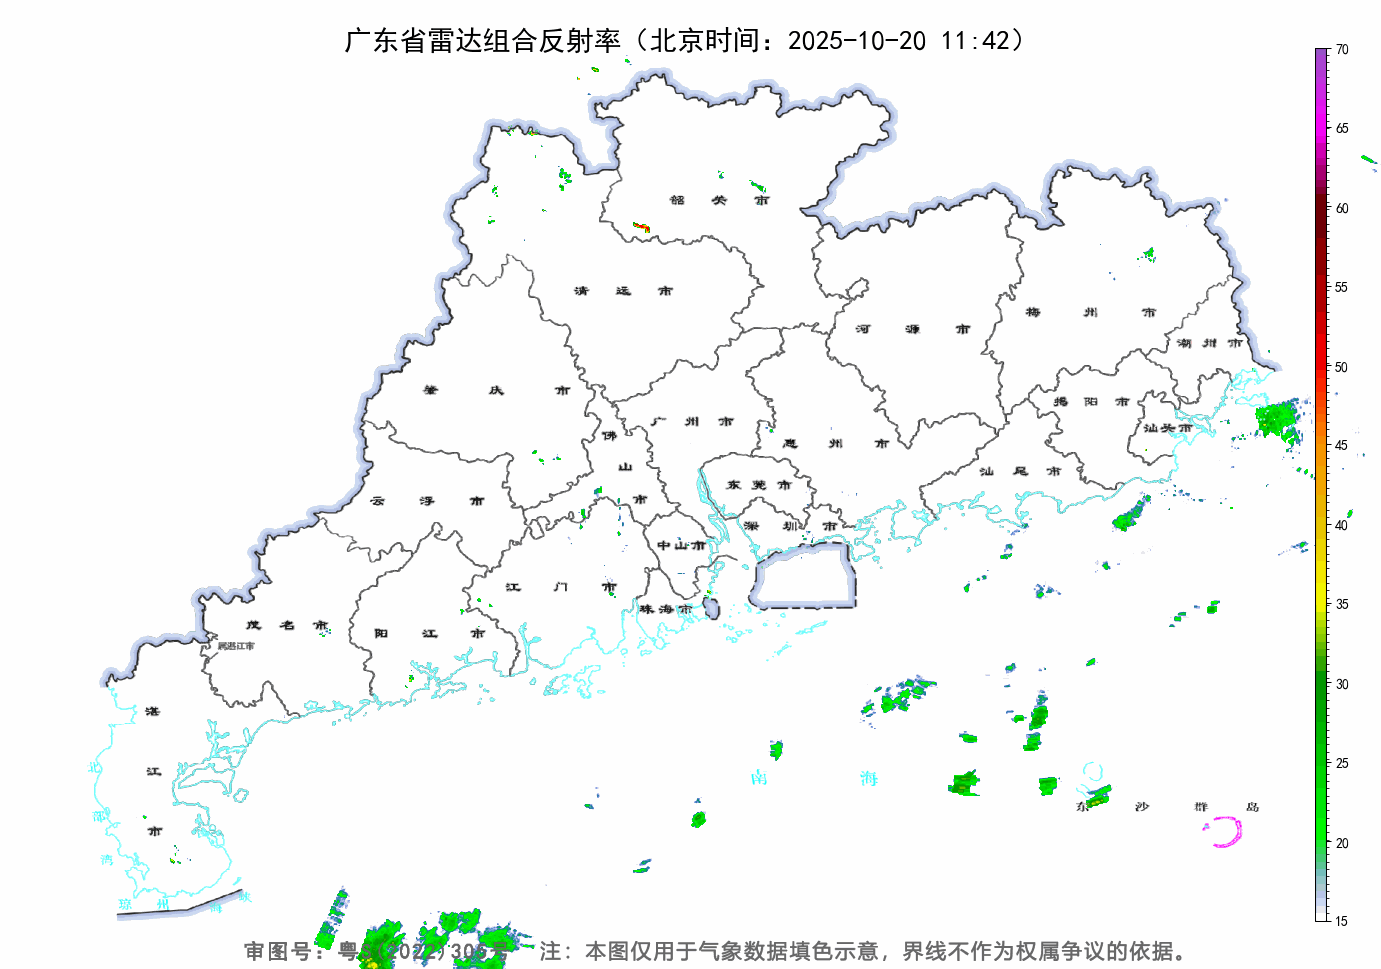 广东省雷达组合反射率（北京时间：2025-10-20 11:42）
70
65
60
55
50
45
40
35
30
25
20
15
韶 关 市
清 远 市
河 源 市
梅 州 市
潮 州 市
肇 庆 市
广 州 市
惠 州 市
揭 阳 市
汕头市
汕 尾 市
佛 山 市
东 莞 市
深 圳 市
云 浮 市
中山市
江 门 市
珠海市
茂 名 市
属湛江市
阳 江 市
湛 江 市
北 部 湾
琼 州 海 峡
南 海
东 沙 群 岛
审图号：粤 (2022)30 号 注：本图仅用于气象数据填色示意，界线不作为权属争议的依据。